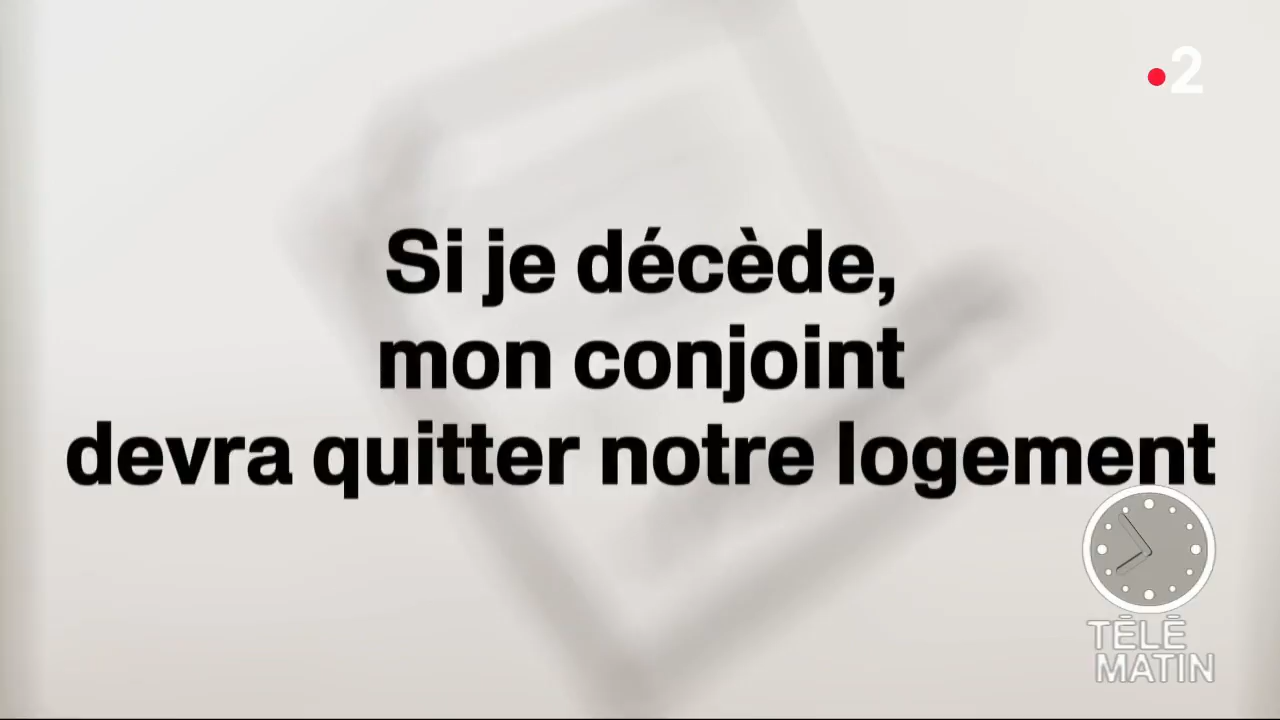 2
Si je décède,
mon conjoint
devra quitter notre logement
TÉLÉ
MATIN